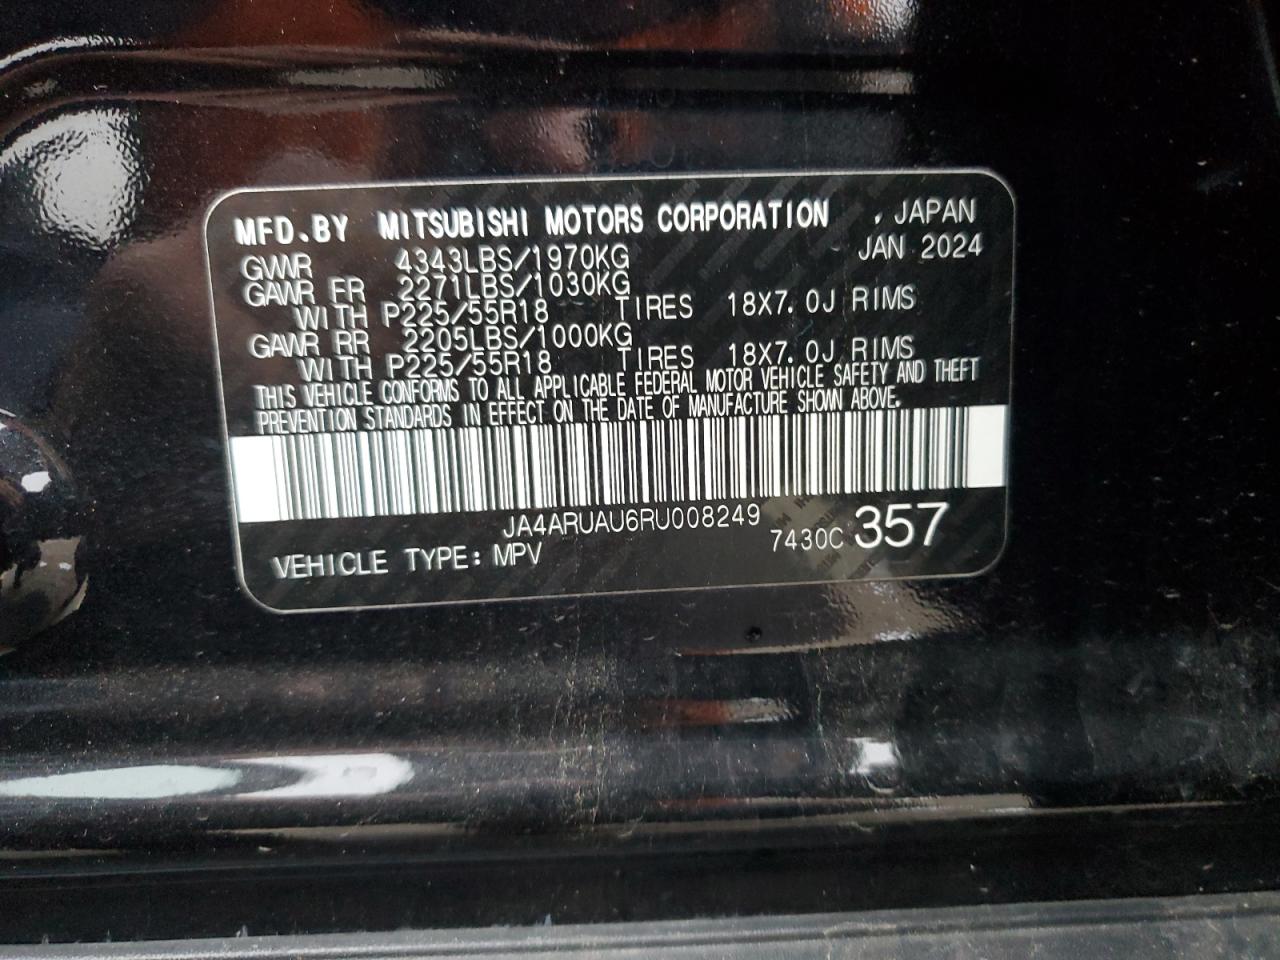 MFD.BY MITSUBISHI MOTORS CORPORATION , JAPAN
GVWR 4343LBS/1970KG JAN 2024
GAWR FR 2271LBS/1030KG
WITH P225/55R18 TIRES 18X7.0J RIMS
GAWR RR 2205LBS/1000KG
WITH P225/55R18 TIRES 18X7.0J RIMS
THIS VEHICLE CONFORMS TO ALL APPLICABLE FEDERAL MOTOR VEHICLE SAFETY AND THEFT
PREVENTION STANDARDS IN EFFECT ON THE DATE OF MANUFACTURE SHOWN ABOVE.
JA4ARUAU6RU008249
VEHICLE TYPE: MPV 7430C 357